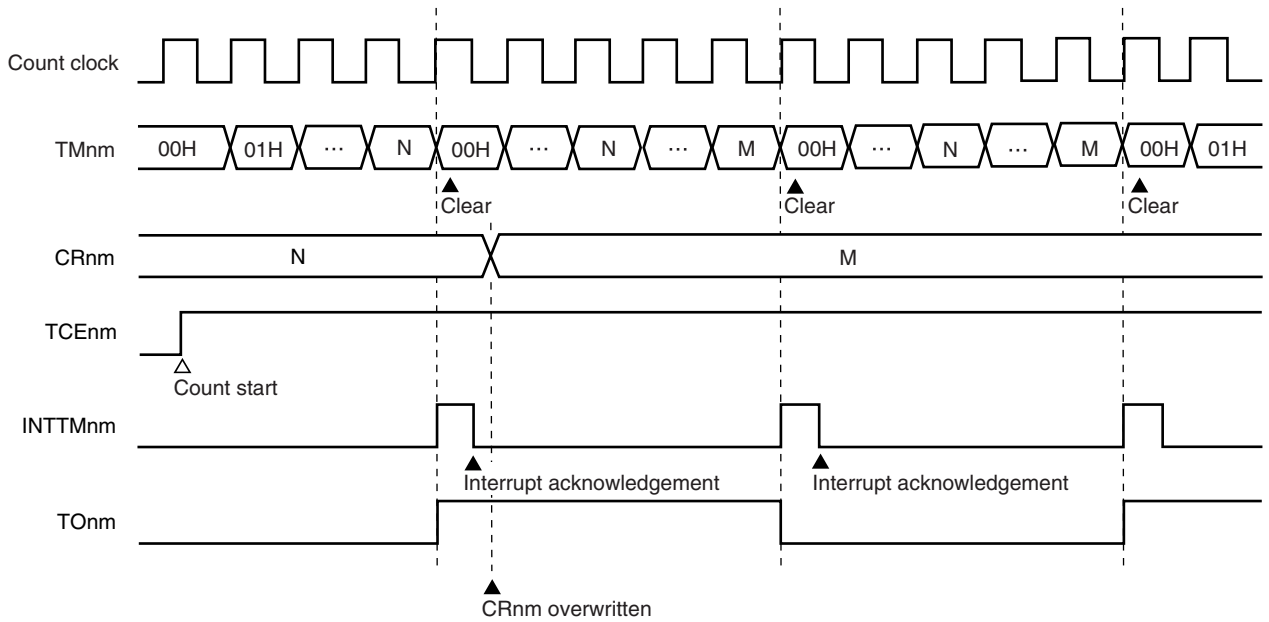 Count clock
TMnm 00H 01H ... N 00H ... N ... M 00H ... N ... M 00H 01H
Clear Clear Clear
CRnm N M
TCEnm
Count start
INTTMnm
Interrupt acknowledgement Interrupt acknowledgement
TOnm
CRnm overwritten